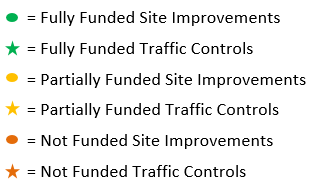 = Fully Funded Site Improvements
= Fully Funded Traffic Controls
= Partially Funded Site Improvements
= Partially Funded Traffic Controls
= Not Funded Site Improvements
= Not Funded Traffic Controls